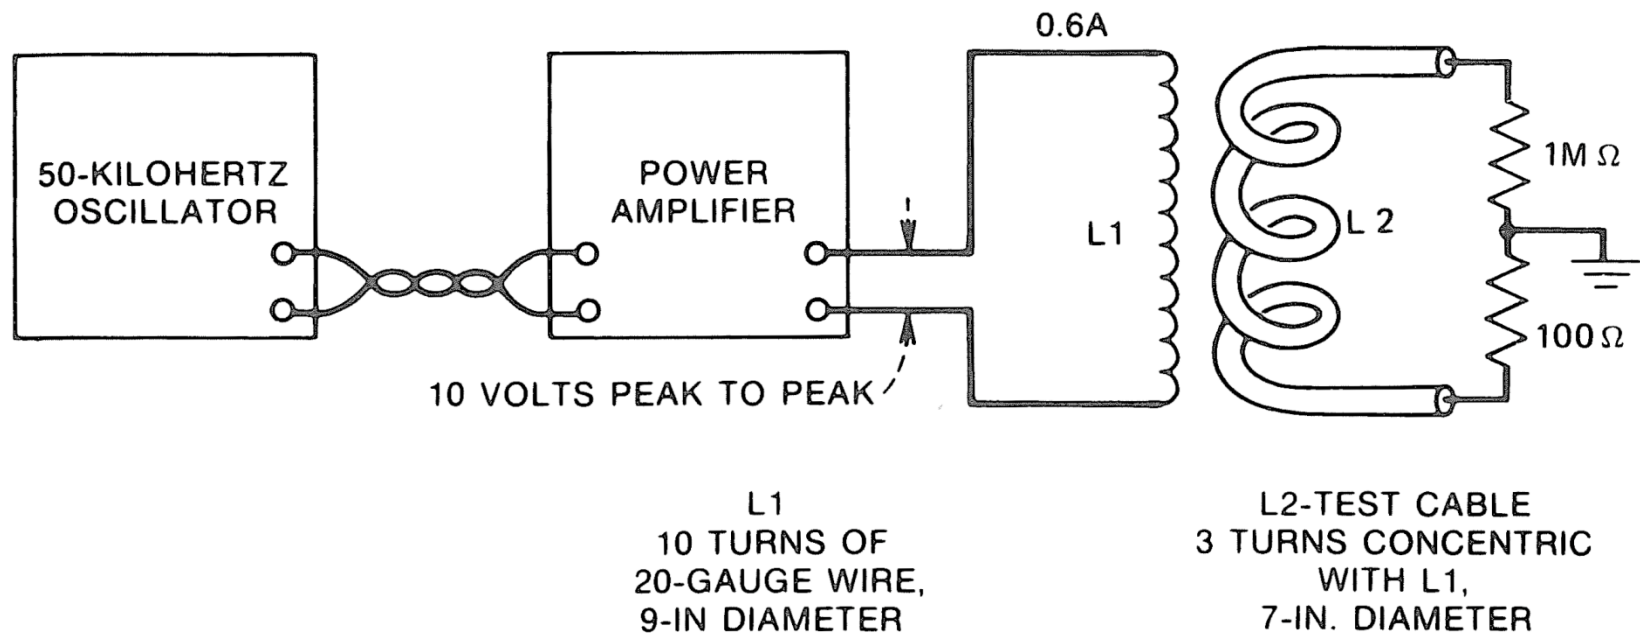 0.6A
50-KILOHERTZ
OSCILLATOR
POWER
AMPLIFIER
L1
L 2
1M Ω
100 Ω
10 VOLTS PEAK TO PEAK
L1
10 TURNS OF
20-GAUGE WIRE,
9-IN DIAMETER
L2-TEST CABLE
3 TURNS CONCENTRIC
WITH L1,
7-IN. DIAMETER